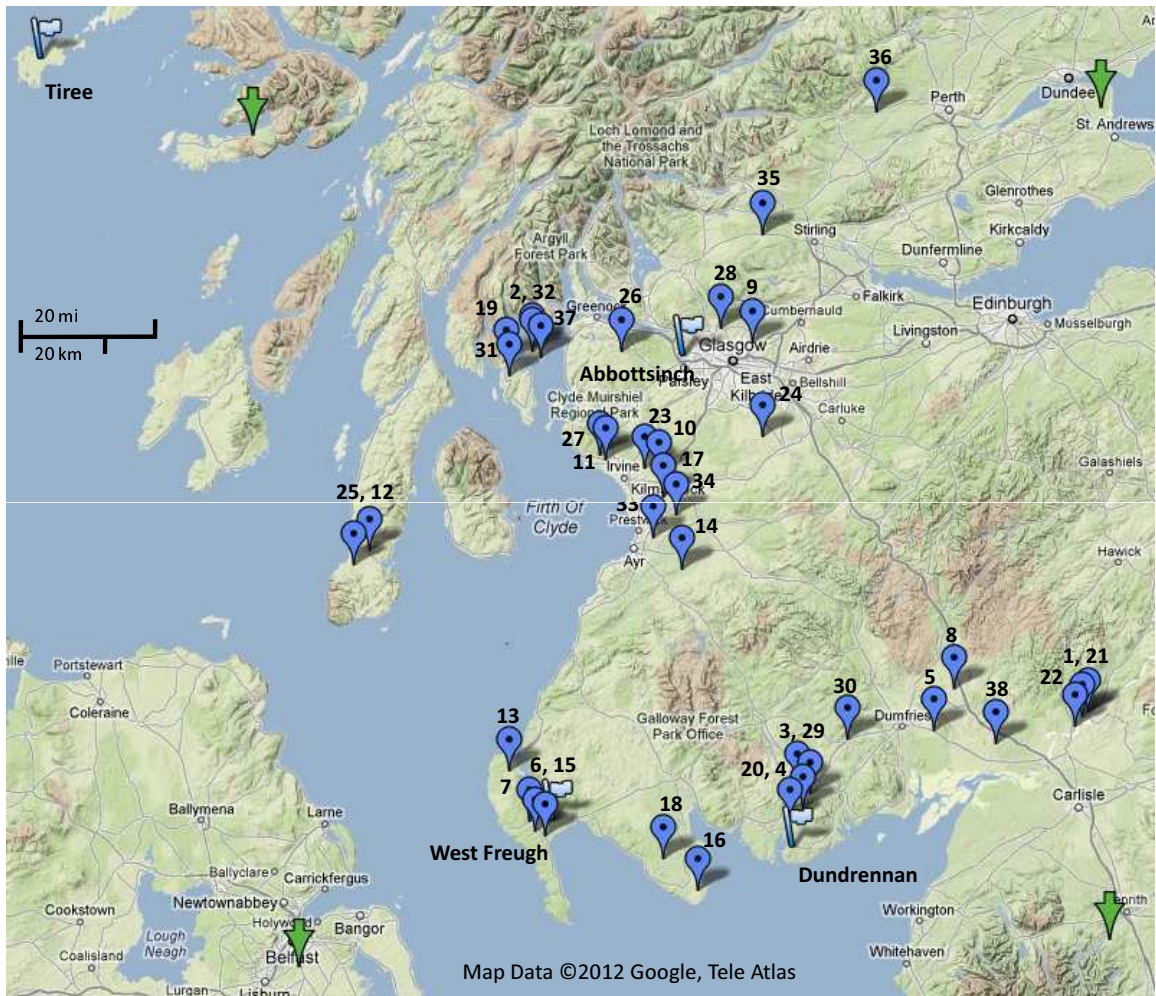 36
Tiree
Dundee
Perth
St. Andrews
Loch Lomond and
the Trossachs
National Park
35
Glenrothes
Stirling
Kirkcaldy
Argyll
Forest Park
Dunfermline
28
2, 32
9
20 mi
19
26
Falkirk
Edinburgh
37
Cumbernauld
Musselburgh
20 km
Livingston
31
Glasgow
Airdrie
Abbottsinch
Paisley
East
Bellshill
Clyde Muirshiel
Regional Park
24
Carluke
23
10
27
11
Irvine
17
Galashiels
34
25, 12
Firth Of
Clyde
33
14
Ayr
Hawick
8
1, 21
Portstewart
22
5
30
38
Coleraine
13
Galloway Forest
Park Office
Dumfries
3, 29
6, 15
20, 4
7
Ballymena
Larne
18
Carlisle
West Freugh
16
Ballyclare
Carrickfergus
Dundrennan
Newtownabbey
Cookstown
Workington
Bangor
Lough
Neagh
Coalisland
Belfast
Whitehaven
Map Data ©2012 Google, Tele Atlas
Lurgan
Lisburn